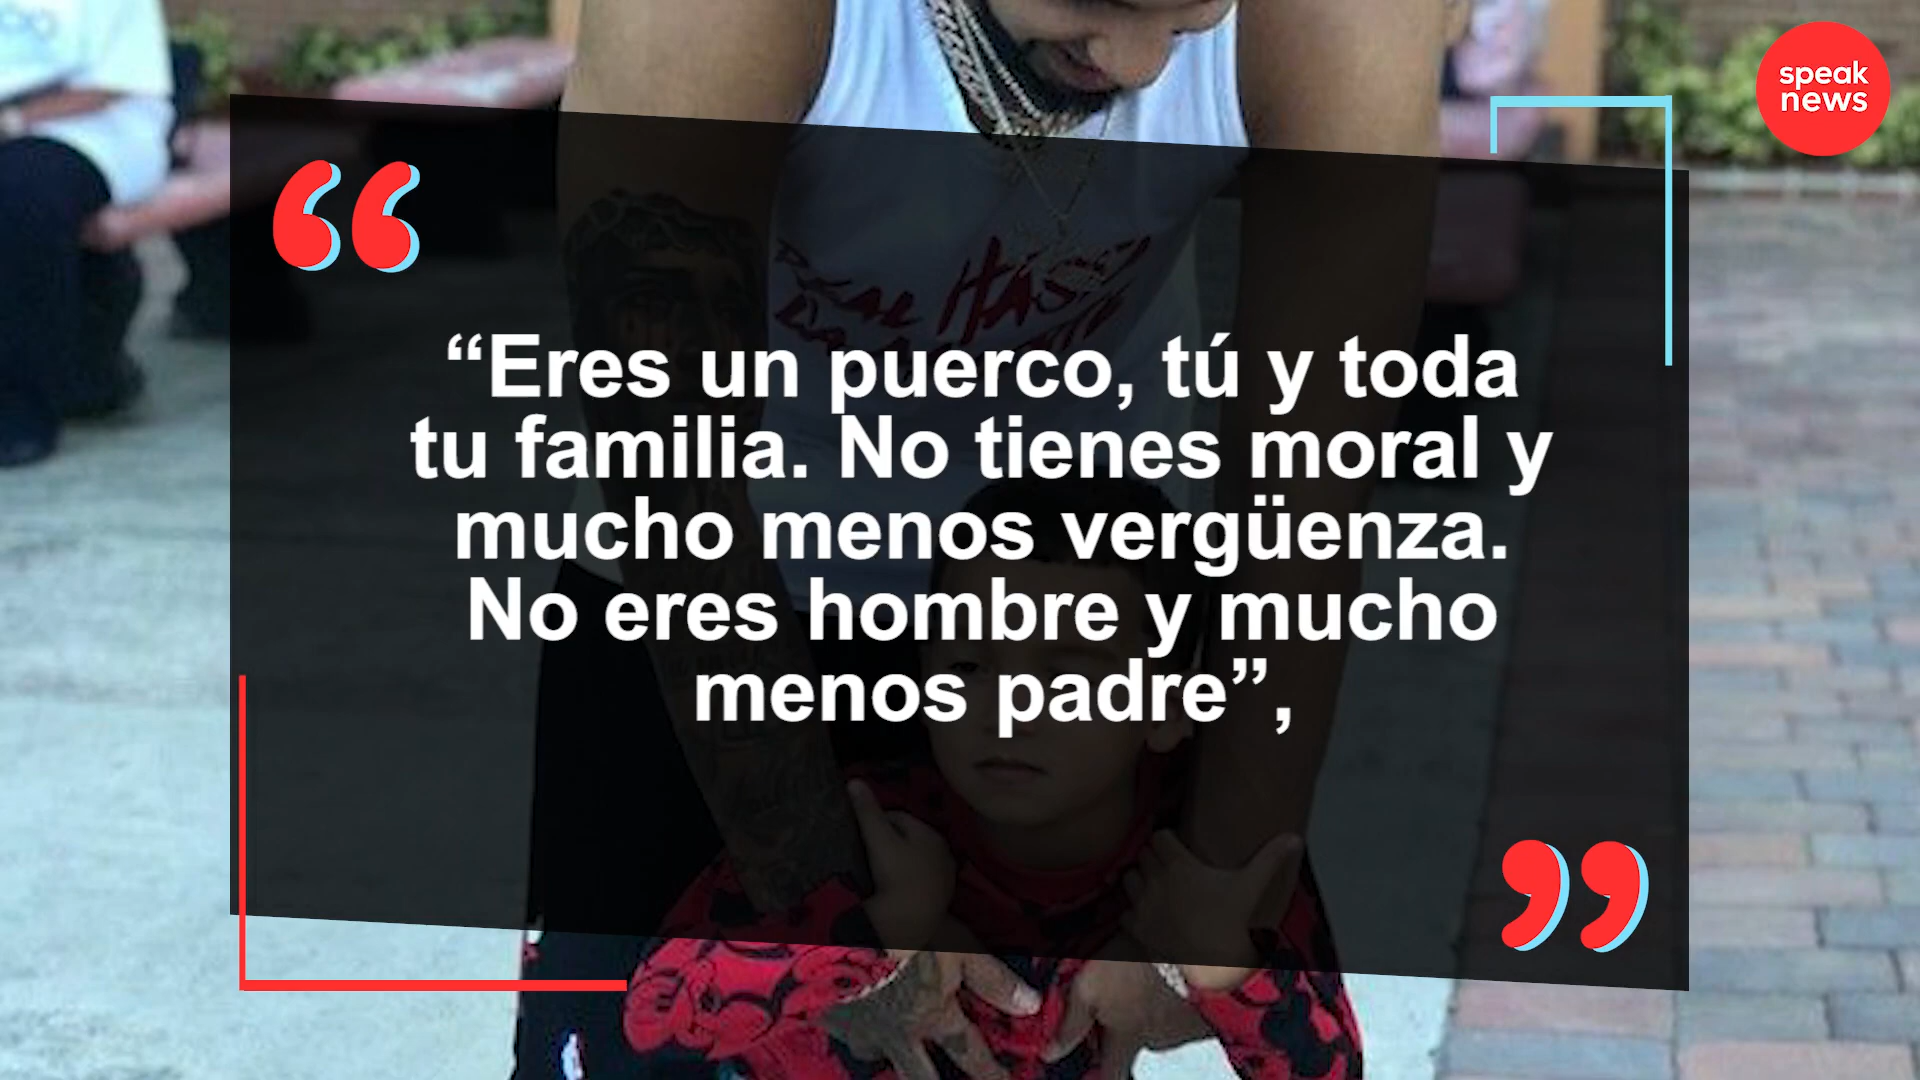 speak
news
“Eres un puerco, tú y toda
tu familia. No tienes moral y
mucho menos vergüenza.
No eres hombre y mucho
menos padre”,